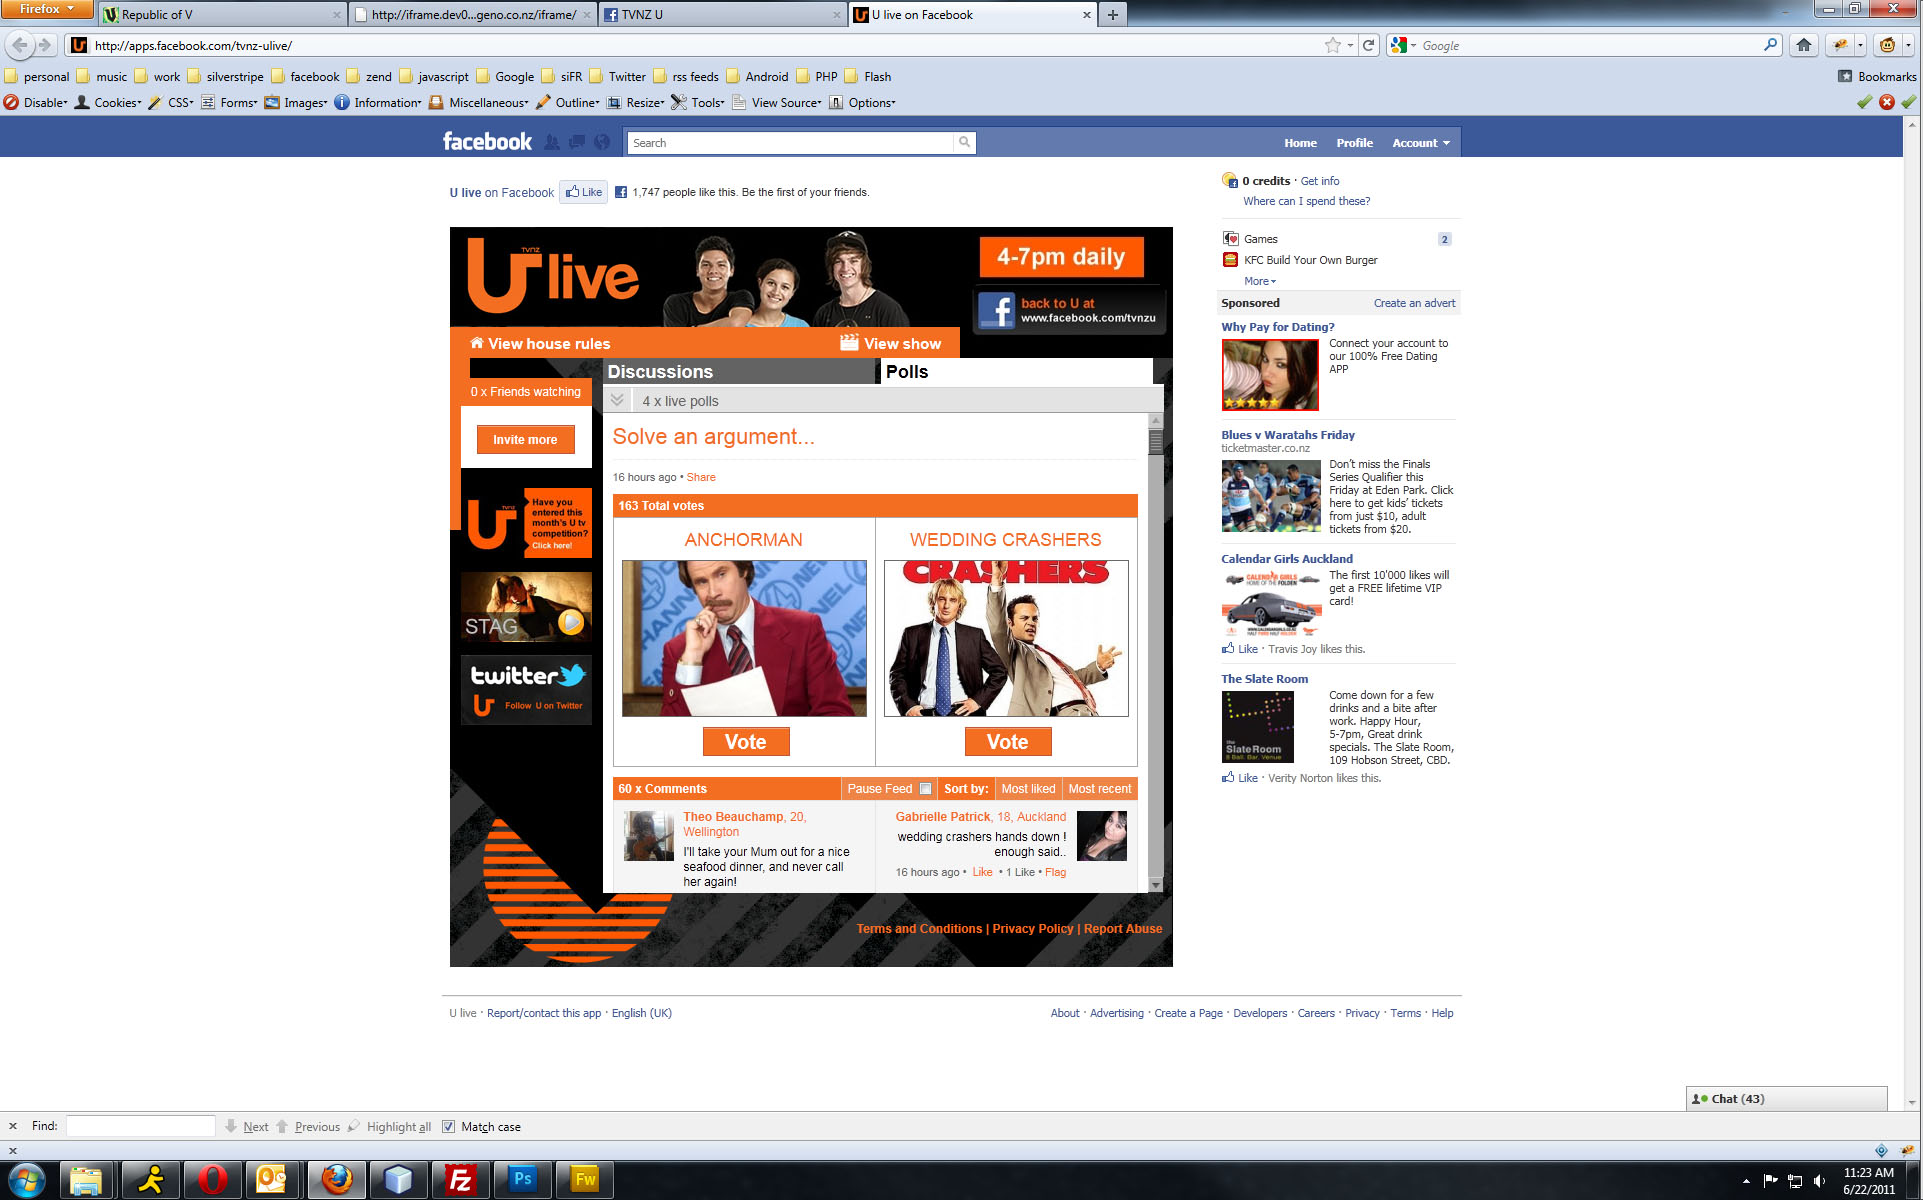 Firefox
Republic of V
http://iframe.dev0...geno.co.nz/iframe/
TVNZ U
U live on Facebook
http://apps.facebook.com/tvnz-ulive/
Google
personal music work silverstripe facebook zend javascript Google siFR Twitter rss feeds Android PHP Flash
Bookmarks
Disable Cookies CSS Forms Images Information Miscellaneous Outline Resize Tools View Source Options
facebook
Search
Home Profile Account
U live on Facebook Like 1,747 people like this. Be the first of your friends.
TVNZ
U live
4-7pm daily
back to U at
www.facebook.com/tvnzu
View house rules
View show
0 x Friends watching
Invite more
TVNZ
U
Have you
entered this
month's U tv
competition?
Click here!
STAG
twitter
U Follow U on Twitter
Discussions
Polls
4 x live polls
Solve an argument...
16 hours ago • Share
163 Total votes
ANCHORMAN
WEDDING CRASHERS
CHANNEL
CRASHERS
Vote
Vote
60 x Comments Pause Feed Sort by: Most liked Most recent
Theo Beauchamp, 20,
Wellington
I'll take your Mum out for a nice
seafood dinner, and never call
her again!
Gabrielle Patrick, 18, Auckland
wedding crashers hands down !
enough said..
16 hours ago • Like • 1 Like • Flag
Terms and Conditions | Privacy Policy | Report Abuse
0 credits · Get info
Where can I spend these?
Games 2
KFC Build Your Own Burger
More
Sponsored Create an advert
Why Pay for Dating?
Connect your account to
our 100% Free Dating
APP
Blues v Waratahs Friday
ticketmaster.co.nz
Don't miss the Finals
Series Qualifier this
Friday at Eden Park. Click
here to get kids' tickets
from just $10, adult
tickets from $20.
Calendar Girls Auckland
CALENDAR GIRLS
The first 10'000 likes will
get a FREE lifetime VIP
card!
Like · Travis Joy likes this.
The Slate Room
the
Slate Room
8 Ball. Bar. Venue
Come down for a few
drinks and a bite after
work. Happy Hour,
5-7pm, Great drink
specials. The Slate Room,
109 Hobson Street, CBD.
Like · Verity Norton likes this.
U live · Report/contact this app · English (UK)
About · Advertising · Create a Page · Developers · Careers · Privacy · Terms · Help
Chat (43)
Find: Next Previous Highlight all Match case
Fz
Ps
Fw
11:23 AM
6/22/2011